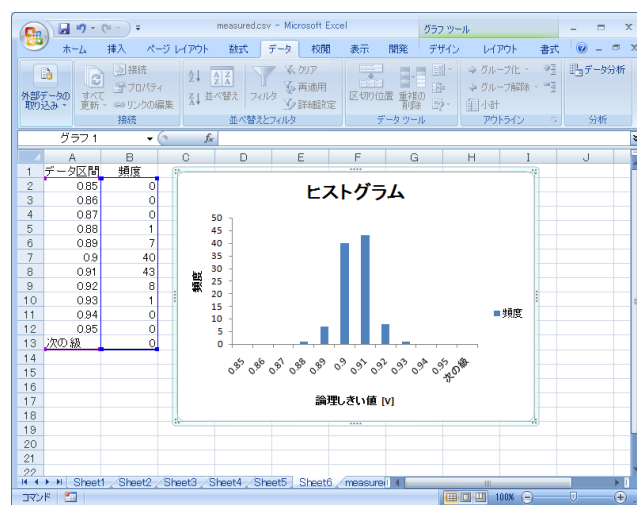 measured.csv - Microsoft Excel
グラフ ツール
ホーム 挿入 ページ レイアウト 数式 データ 校閲 表示 開発 デザイン レイアウト 書式
外部データの取り込み
すべて更新
接続
プロパティ
リンクの編集
接続
並べ替え
フィルタ
クリア
再適用
詳細設定
並べ替えとフィルタ
区切り位置
重複の削除
データ ツール
グループ化
グループ解除
小計
アウトライン
データ分析
分析
グラフ 1
fx
A B C D E F G H I J
1 データ区間 頻度
2 0.85 0
3 0.86 0
4 0.87 0
5 0.88 1
6 0.89 7
7 0.9 40
8 0.91 43
9 0.92 8
10 0.93 1
11 0.94 0
12 0.95 0
13 次の級 0
14
15
16
17
18
19
20
21
22
ヒストグラム
頻度
50
45
40
35
30
25
20
15
10
5
0
0.85 0.86 0.87 0.88 0.89 0.9 0.91 0.92 0.93 0.94 0.95 次の級
論理しきい値 [V]
頻度
Sheet1 Sheet2 Sheet3 Sheet4 Sheet5 Sheet6 measure
コマンド
100%